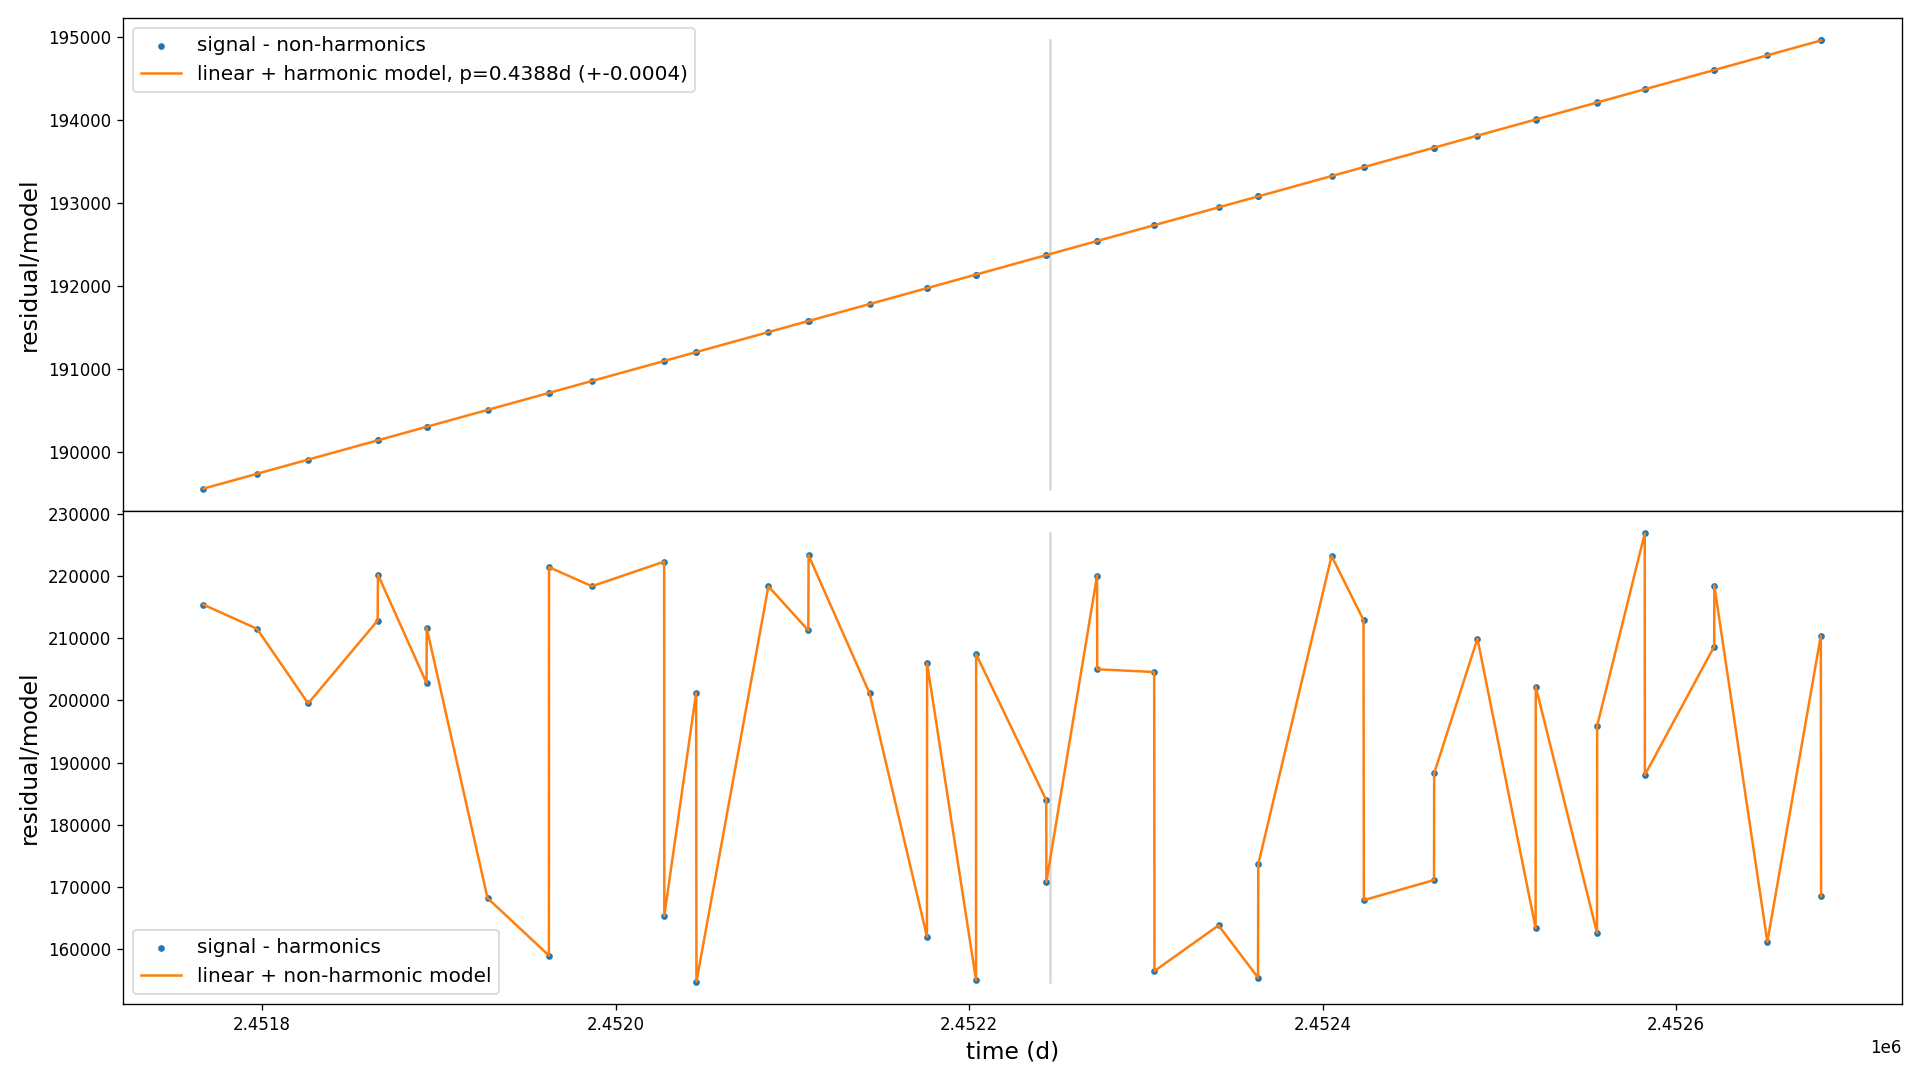 195000
194000
193000
192000
191000
190000
residual/model
signal - non-harmonics
linear + harmonic model, p=0.4388d (+-0.0004)
230000
220000
210000
200000
190000
180000
170000
160000
residual/model
signal - harmonics
linear + non-harmonic model
2.4518 2.4520 2.4522 2.4524 2.4526
time (d)
1e6